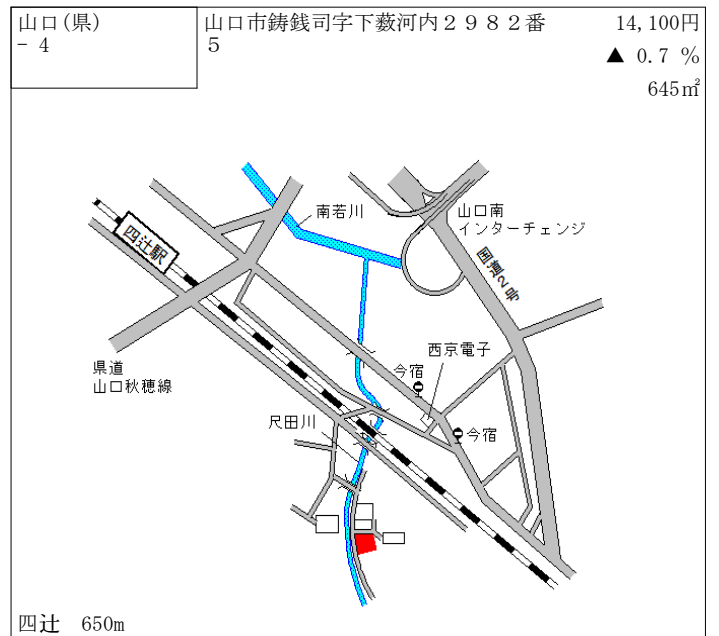 山口(県)
－4
山口市鋳銭司字下薮河内２９８２番
5
14,100円
▲ 0.7 %
645㎡
南若川
山口南
インターチェンジ
四辻駅
国道2号
県道
山口秋穂線
西京電子
今宿
今宿
尺田川
四辻 650m